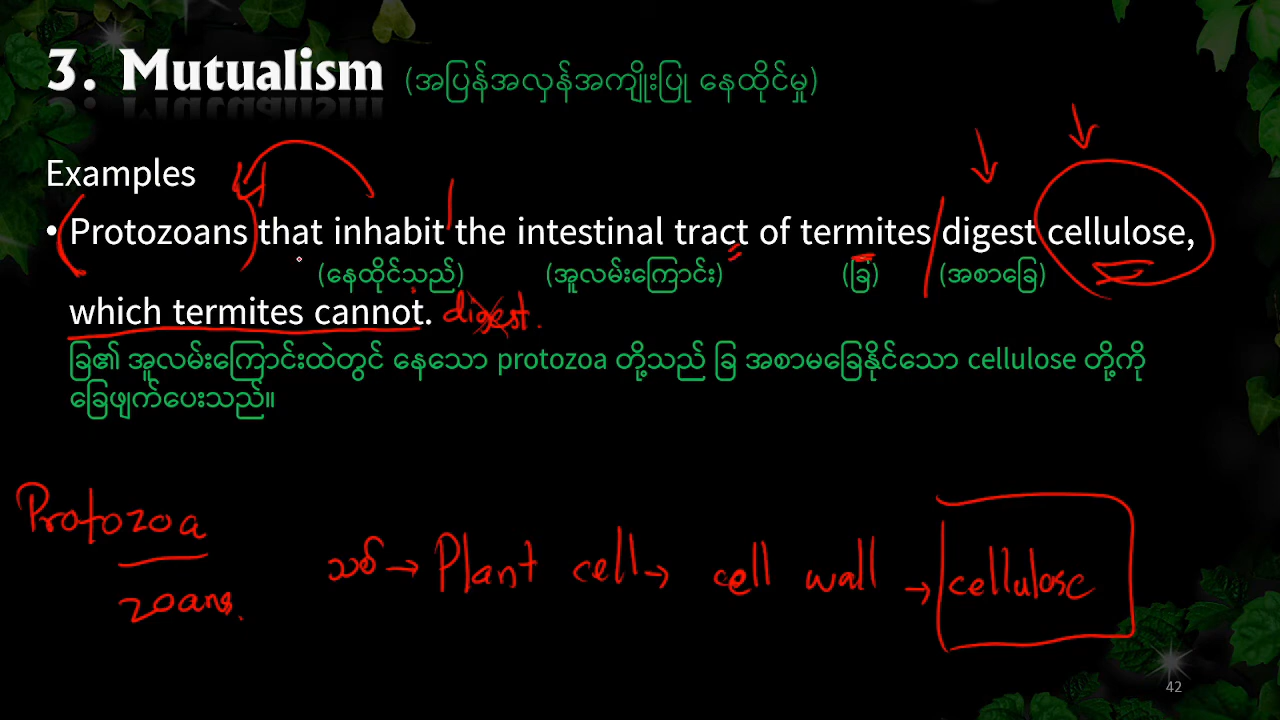 3. Mutualism (အပြန်အလှန်အကျိုးပြု နေထိုင်မှု)
Examples
• Protozoans that inhabit the intestinal tract of termites digest cellulose,
(နေထိုင်သည်) (အူလမ်းကြောင်း) (ခြ) (အစာခြေ)
which termites cannot. digest.
ခြ၏ အူလမ်းကြောင်းထဲတွင် နေသော protozoa တို့သည် ခြ အစာမခြေနိုင်သော cellulose တို့ကို
ခြေဖျက်ပေးသည်။
Protozoa
zoans.
သစ် → Plant cell → cell wall → cellulose
42